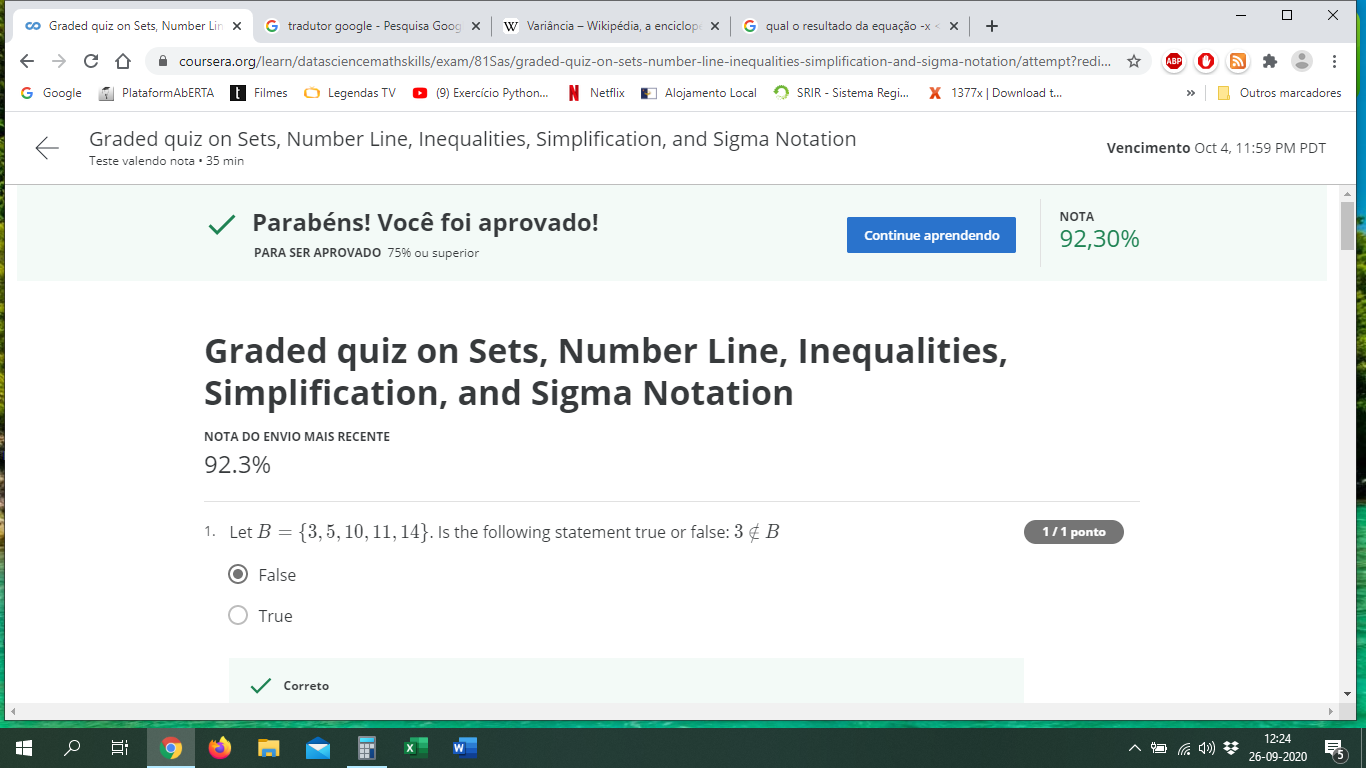 Graded quiz on Sets, Number Lin
tradutor google - Pesquisa Goog
Variância – Wikipédia, a enciclope
qual o resultado da equação -x <
coursera.org/learn/datasciencemathskills/exam/81Sas/graded-quiz-on-sets-number-line-inequalities-simplification-and-sigma-notation/attempt?redi...
Google
PlataformAbERTA
Filmes
Legendas TV
(9) Exercício Python...
Netflix
Alojamento Local
SRIR - Sistema Regi...
1377x | Download t...
»
Outros marcadores
Graded quiz on Sets, Number Line, Inequalities, Simplification, and Sigma Notation
Teste valendo nota • 35 min
Vencimento Oct 4, 11:59 PM PDT
Parabéns! Você foi aprovado!
PARA SER APROVADO 75% ou superior
Continue aprendendo
NOTA
92,30%
Graded quiz on Sets, Number Line, Inequalities,
Simplification, and Sigma Notation
NOTA DO ENVIO MAIS RECENTE
92.3%
1. Let B = {3, 5, 10, 11, 14}. Is the following statement true or false: 3 ∉ B
1 / 1 ponto
False
True
Correto
12:24
26-09-2020
5